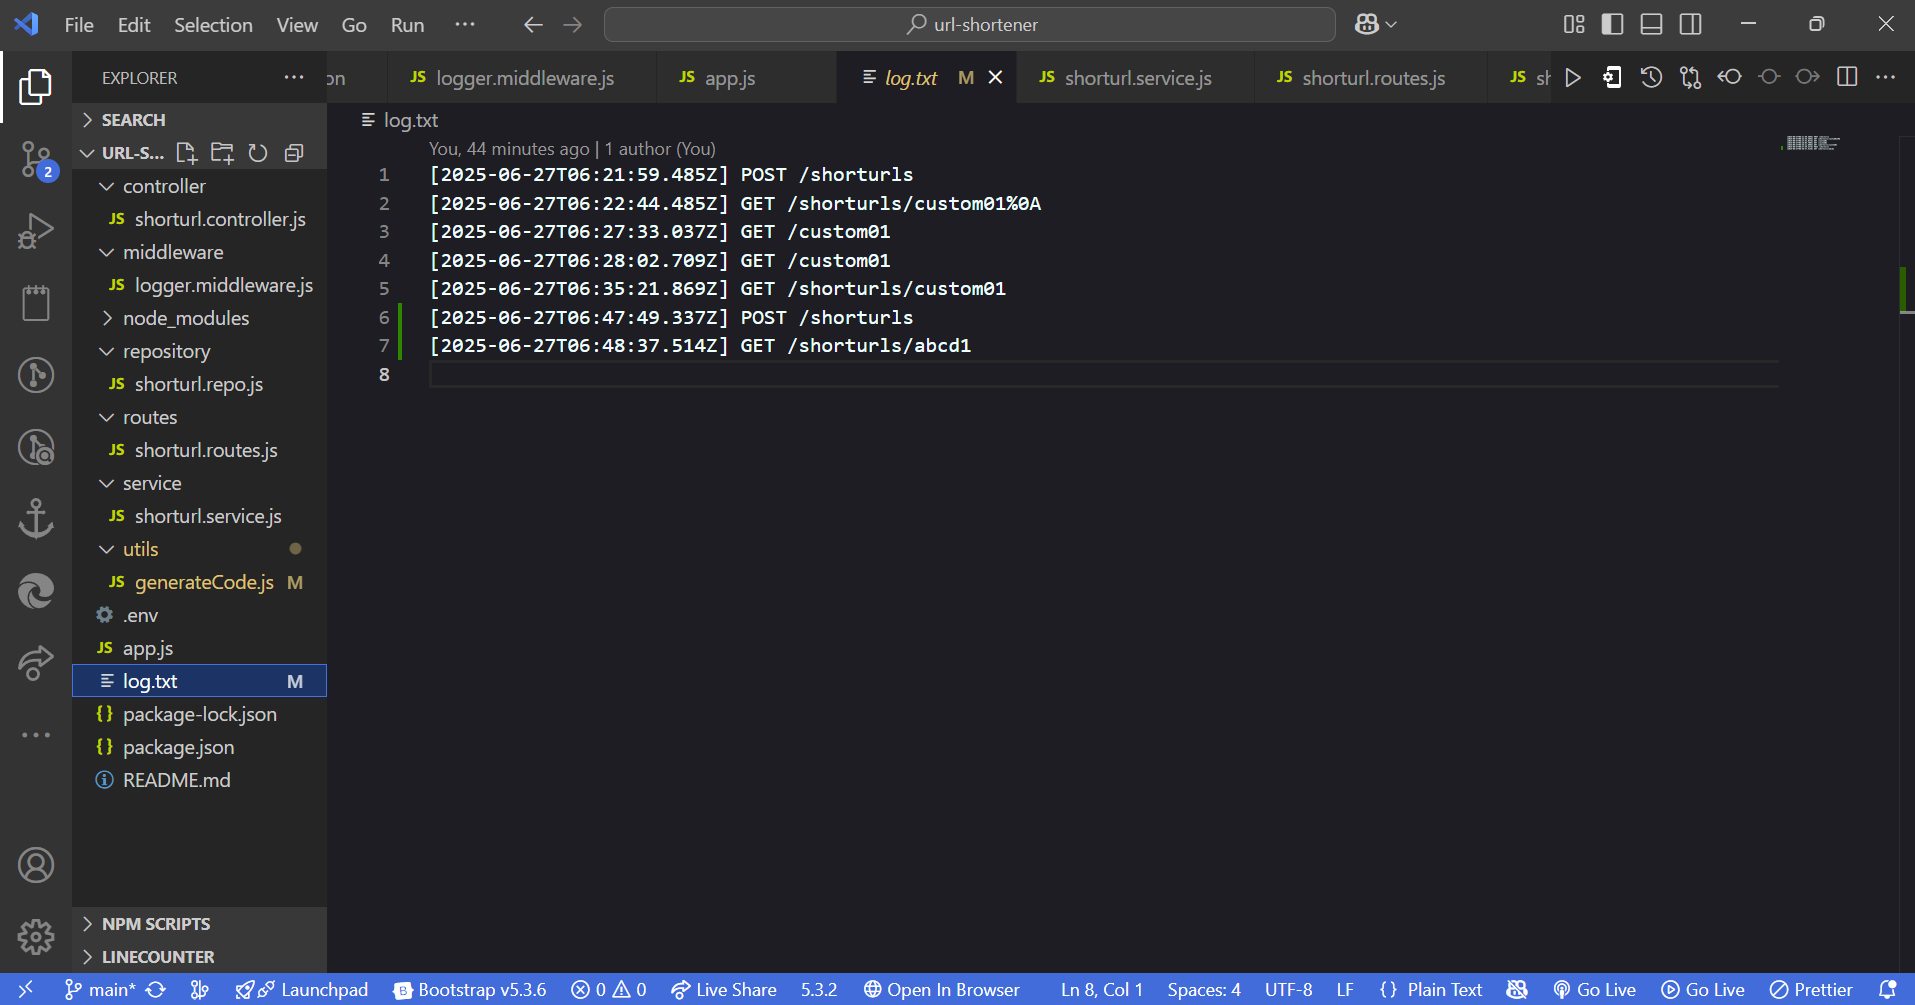 File Edit Selection View Go Run ··· url-shortener
EXPLORER ···
SEARCH
URL-S...
controller
JS shorturl.controller.js
middleware
JS logger.middleware.js
node_modules
repository
JS shorturl.repo.js
routes
JS shorturl.routes.js
service
JS shorturl.service.js
utils
JS generateCode.js M
.env
JS app.js
log.txt M
{} package-lock.json
{} package.json
README.md
NPM SCRIPTS
LINECOUNTER
2
on JS logger.middleware.js JS app.js log.txt M JS shorturl.service.js JS shorturl.routes.js JS sh
log.txt
You, 44 minutes ago | 1 author (You)
1 [2025-06-27T06:21:59.485Z] POST /shorturls
2 [2025-06-27T06:22:44.485Z] GET /shorturls/custom01%0A
3 [2025-06-27T06:27:33.037Z] GET /custom01
4 [2025-06-27T06:28:02.709Z] GET /custom01
5 [2025-06-27T06:35:21.869Z] GET /shorturls/custom01
6 [2025-06-27T06:47:49.337Z] POST /shorturls
7 [2025-06-27T06:48:37.514Z] GET /shorturls/abcd1
8
main* Launchpad B Bootstrap v5.3.6 0 0 Live Share 5.3.2 Open In Browser Ln 8, Col 1 Spaces: 4 UTF-8 LF {} Plain Text Go Live Go Live Prettier